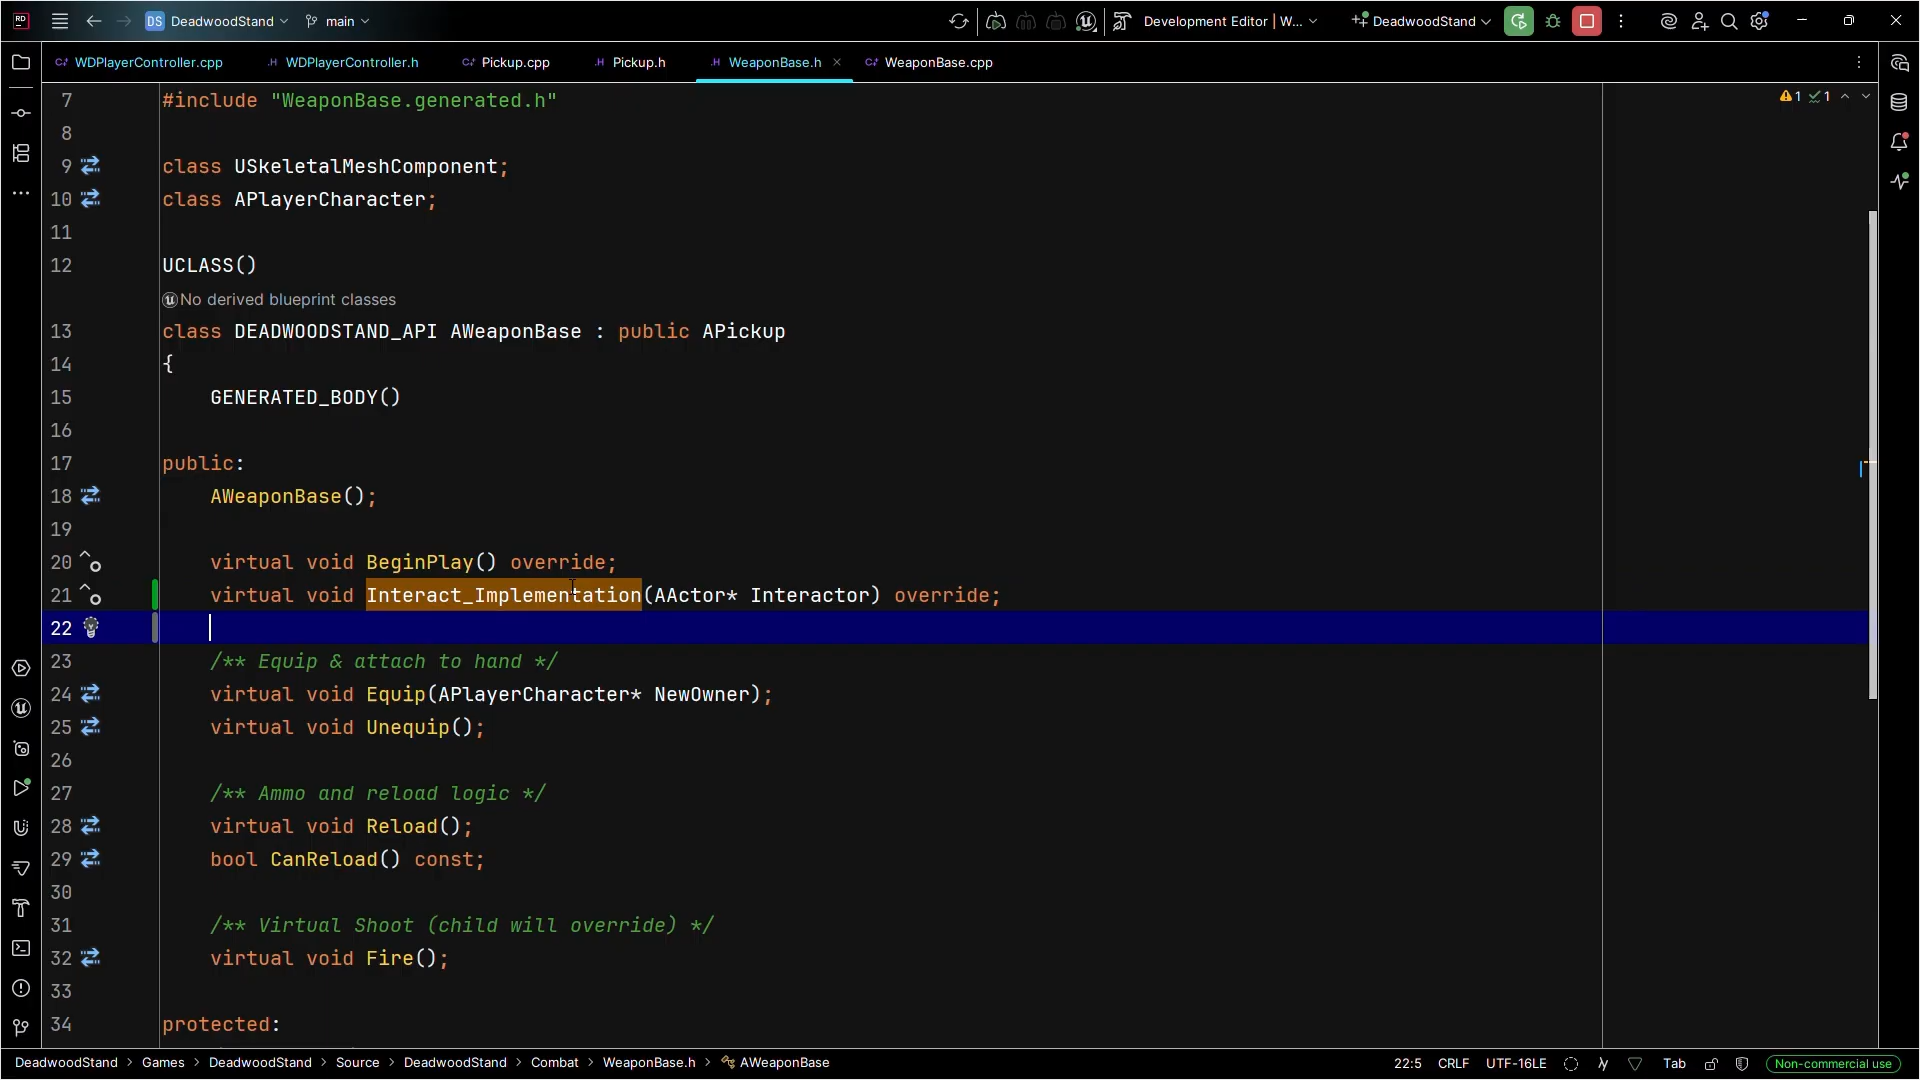 RD
DS DeadwoodStand main Development Editor | W... DeadwoodStand
WDPlayerController.cpp WDPlayerController.h Pickup.cpp Pickup.h WeaponBase.h WeaponBase.cpp
7 #include "WeaponBase.generated.h"
1 1
8
9 class USkeletalMeshComponent;
10 class APlayerCharacter;
11
12 UCLASS()
No derived blueprint classes
13 class DEADWOODSTAND_API AWeaponBase : public APickup
14 {
15 GENERATED_BODY()
16
17 public:
18 AWeaponBase();
19
20 virtual void BeginPlay() override;
21 virtual void Interact_Implementation(AActor* Interactor) override;
22
23 /** Equip & attach to hand */
24 virtual void Equip(APlayerCharacter* NewOwner);
25 virtual void Unequip();
26
27 /** Ammo and reload logic */
28 virtual void Reload();
29 bool CanReload() const;
30
31 /** Virtual Shoot (child will override) */
32 virtual void Fire();
33
34 protected:
DeadwoodStand > Games > DeadwoodStand > Source > DeadwoodStand > Combat > WeaponBase.h > AWeaponBase 22:5 CRLF UTF-16LE Tab Non-commercial use